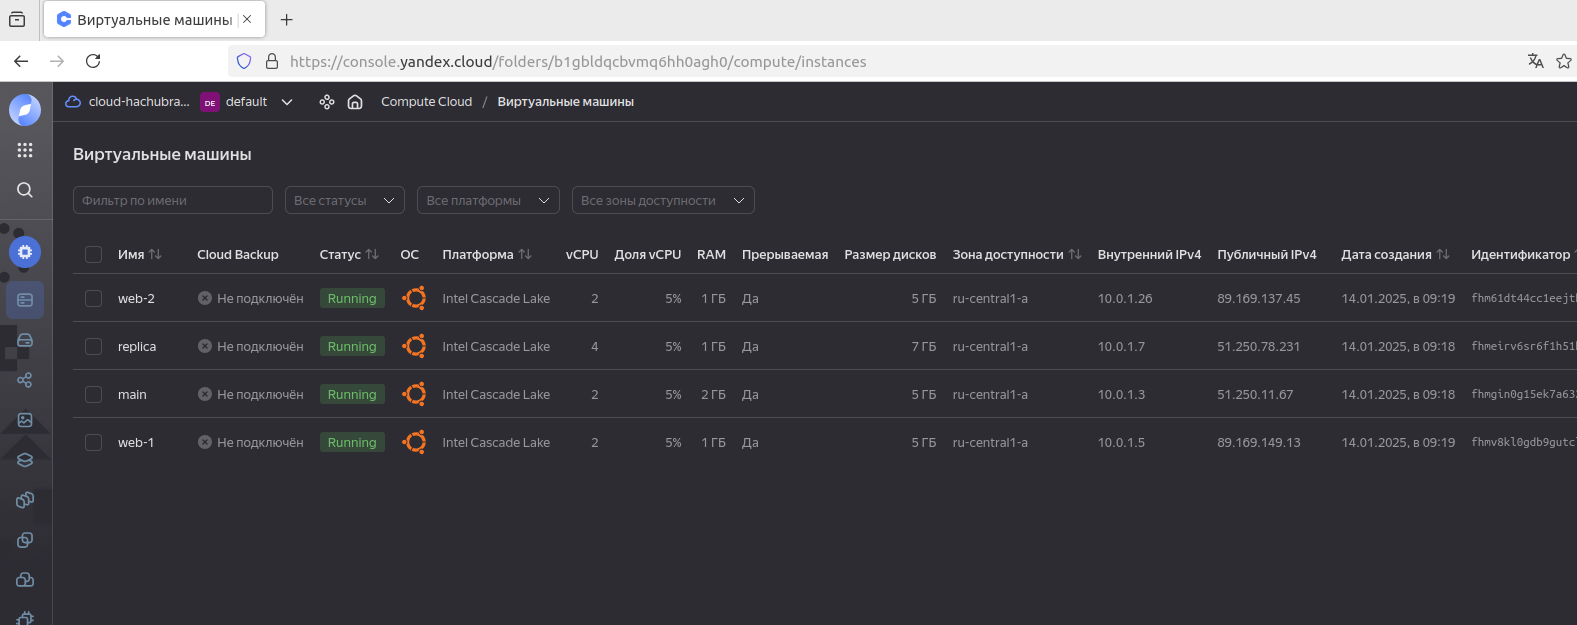 Виртуальные машины
https://console.yandex.cloud/folders/b1gbldqcbvmq6hh0agh0/compute/instances
cloud-hachubra... DE default Compute Cloud / Виртуальные машины
Виртуальные машины
Фильтр по имени Все статусы Все платформы Все зоны доступности
Имя Cloud Backup Статус ОС Платформа vCPU Доля vCPU RAM Прерываемая Размер дисков Зона доступности Внутренний IPv4 Публичный IPv4 Дата создания Идентификатор
web-2 Не подключён Running Intel Cascade Lake 2 5% 1 ГБ Да 5 ГБ ru-central1-a 10.0.1.26 89.169.137.45 14.01.2025, в 09:19 fhm61dt44cc1eejt
replica Не подключён Running Intel Cascade Lake 4 5% 1 ГБ Да 7 ГБ ru-central1-a 10.0.1.7 51.250.78.231 14.01.2025, в 09:18 fhmeirv6sr6f1h51
main Не подключён Running Intel Cascade Lake 2 5% 2 ГБ Да 5 ГБ ru-central1-a 10.0.1.3 51.250.11.67 14.01.2025, в 09:18 fhmgin0g15ek7a63
web-1 Не подключён Running Intel Cascade Lake 2 5% 1 ГБ Да 5 ГБ ru-central1-a 10.0.1.5 89.169.149.13 14.01.2025, в 09:19 fhmv8kl0gdb9gutc